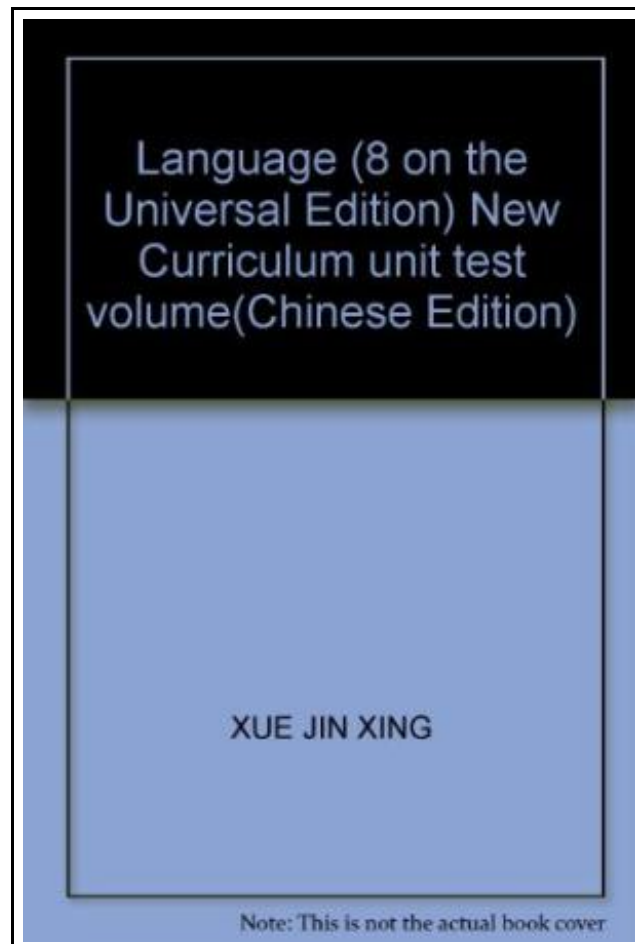 Language (8 on the
Universal Edition) New
Curriculum unit test
volume(Chinese Edition)
XUE JIN XING
Note: This is not the actual book cover